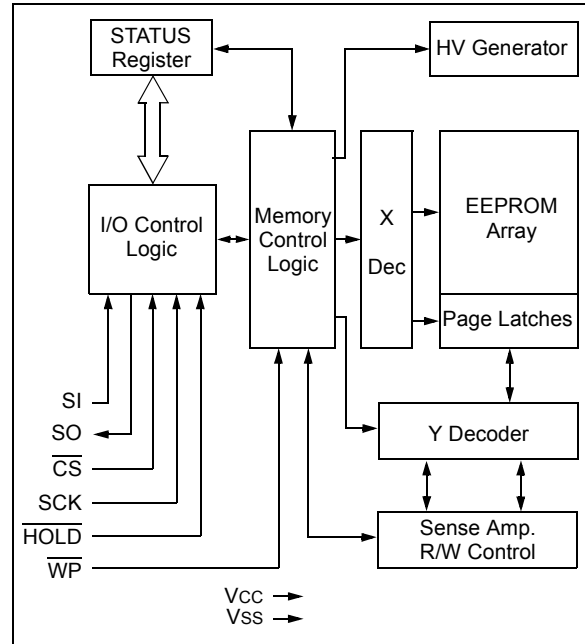 STATUS
Register
HV Generator
I/O Control
Logic
Memory
Control
Logic
X
Dec
EEPROM
Array
Page Latches
SI
SO
CS
SCK
HOLD
WP
Y Decoder
Sense Amp.
R/W Control
VCC
VSS